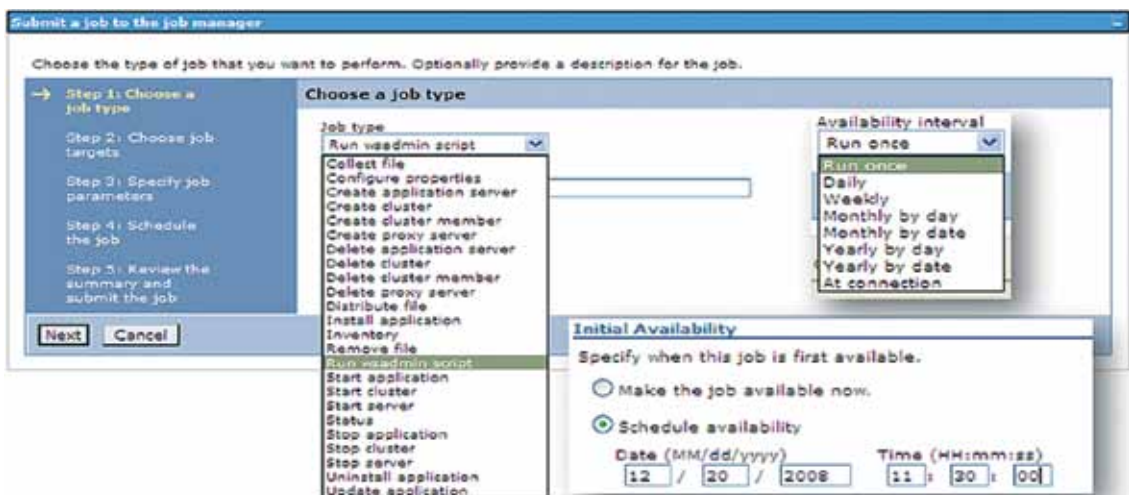 Submit a job to the job manager
Choose the type of job that you want to perform. Optionally provide a description for the job.
Step 1: Choose a
job type
Step 2: Choose job
targets
Step 3: Specify job
parameters
Step 4: Schedule
the job
Step 5: Review the
summary and
submit the job
Choose a job type
Job type
Run wsadmin script
Collect file
Configure properties
Create application server
Create cluster
Create cluster member
Create proxy server
Delete application server
Delete cluster
Delete cluster member
Delete proxy server
Distribute file
Install application
Inventory
Remove file
Run wsadmin script
Start application
Start cluster
Start server
Status
Stop application
Stop cluster
Stop server
Uninstall application
Update application
Availability interval
Run once
Run once
Daily
Weekly
Monthly by day
Monthly by date
Yearly by day
Yearly by date
At connection
Next Cancel
Initial Availability
Specify when this job is first available.
Make the job available now.
Schedule availability
Date (MM/dd/yyyy) Time (HH:mm:ss)
12 / 20 / 2008 11 : 30 : 00